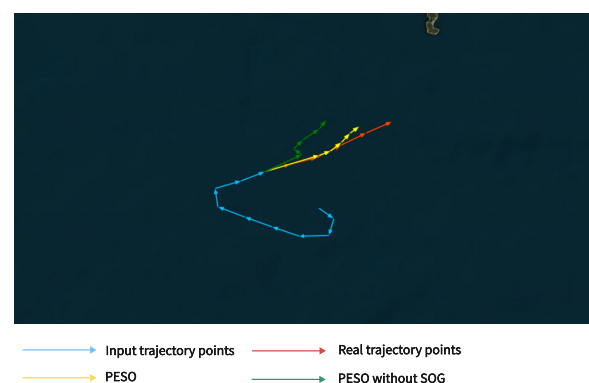 Input trajectory points
Real trajectory points
PESO
PESO without SOG